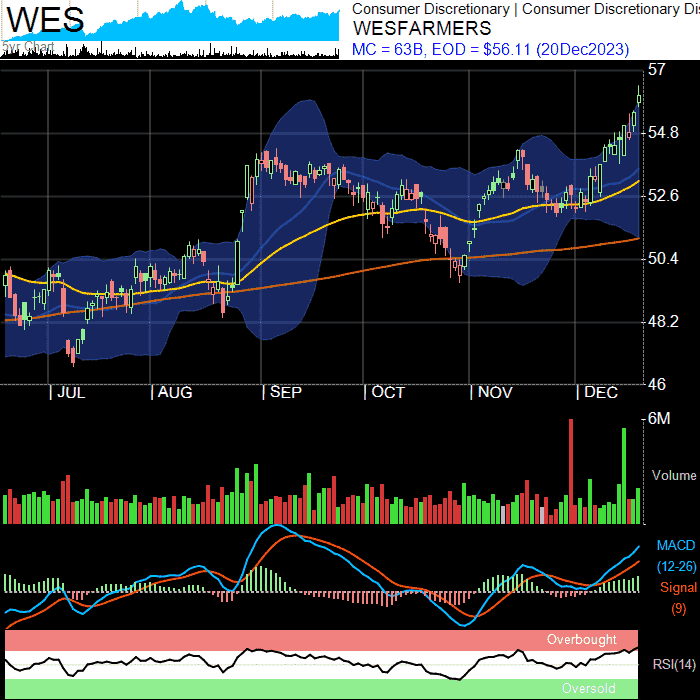 WES
5yr Chart
Consumer Discretionary | Consumer Discretionary Dis
WESFARMERS
MC = 63B, EOD = $56.11 (20Dec2023)
57
54.8
52.6
50.4
48.2
46
| JUL | AUG | SEP | OCT | NOV | DEC
6M
Volume
MACD
(12-26)
Signal
(9)
Overbought
RSI(14)
Oversold